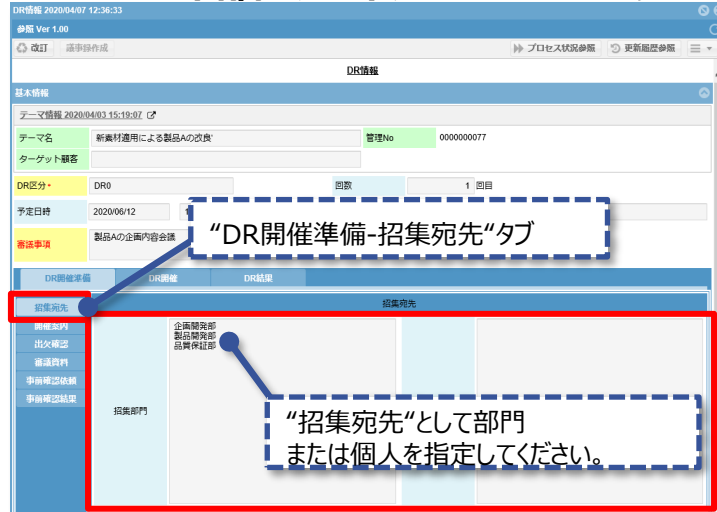 DR情報 2020/04/07 12:36:33
参照 Ver 1.00
改訂 議事録作成 プロセス状況参照 更新履歴参照
DR情報
基本情報
テーマ情報 2020/04/03 15:19:07
テーマ名 新素材適用による製品Aの改良' 管理No 0000000077
ターゲット顧客
DR区分 DR0 回数 1 回目
予定日時 2020/06/12
審議事項 製品Aの企画内容会議
“DR開催準備-招集宛先“タブ
DR開催準備 DR開催 DR結果
招集宛先 招集宛先
開催案内
出欠確認
審議資料
事前確認依頼
事前確認結果
招集部門
企画開発部
製品開発部
品質保証部
“招集宛先“として部門
または個人を指定してください。